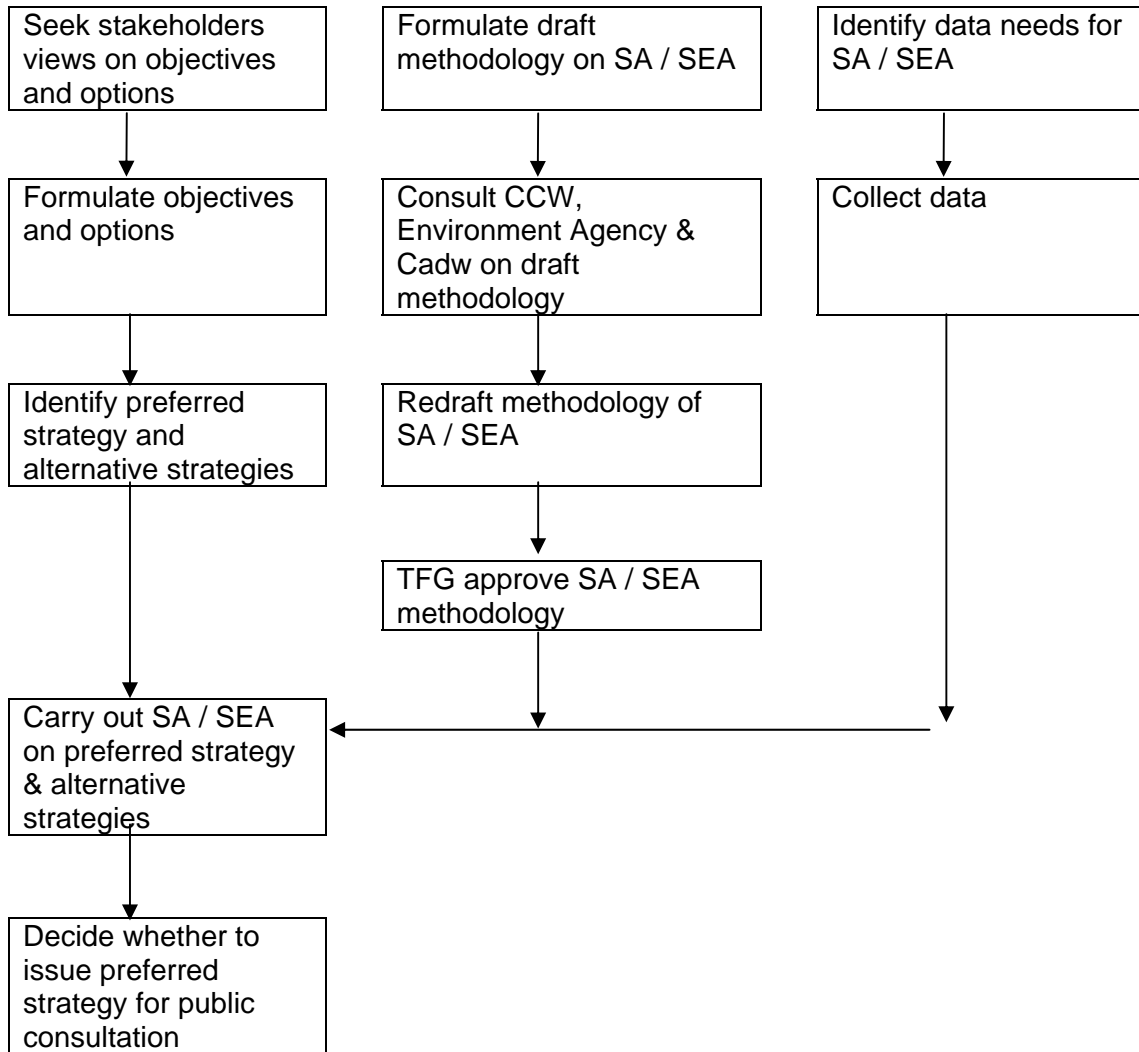 Seek stakeholders
views on objectives
and options
Formulate draft
methodology on SA / SEA
Identify data needs for
SA / SEA
Formulate objectives
and options
Consult CCW,
Environment Agency &
Cadw on draft
methodology
Collect data
Identify preferred
strategy and
alternative strategies
Redraft methodology of
SA / SEA
TFG approve SA / SEA
methodology
Carry out SA / SEA
on preferred strategy
& alternative
strategies
Decide whether to
issue preferred
strategy for public
consultation